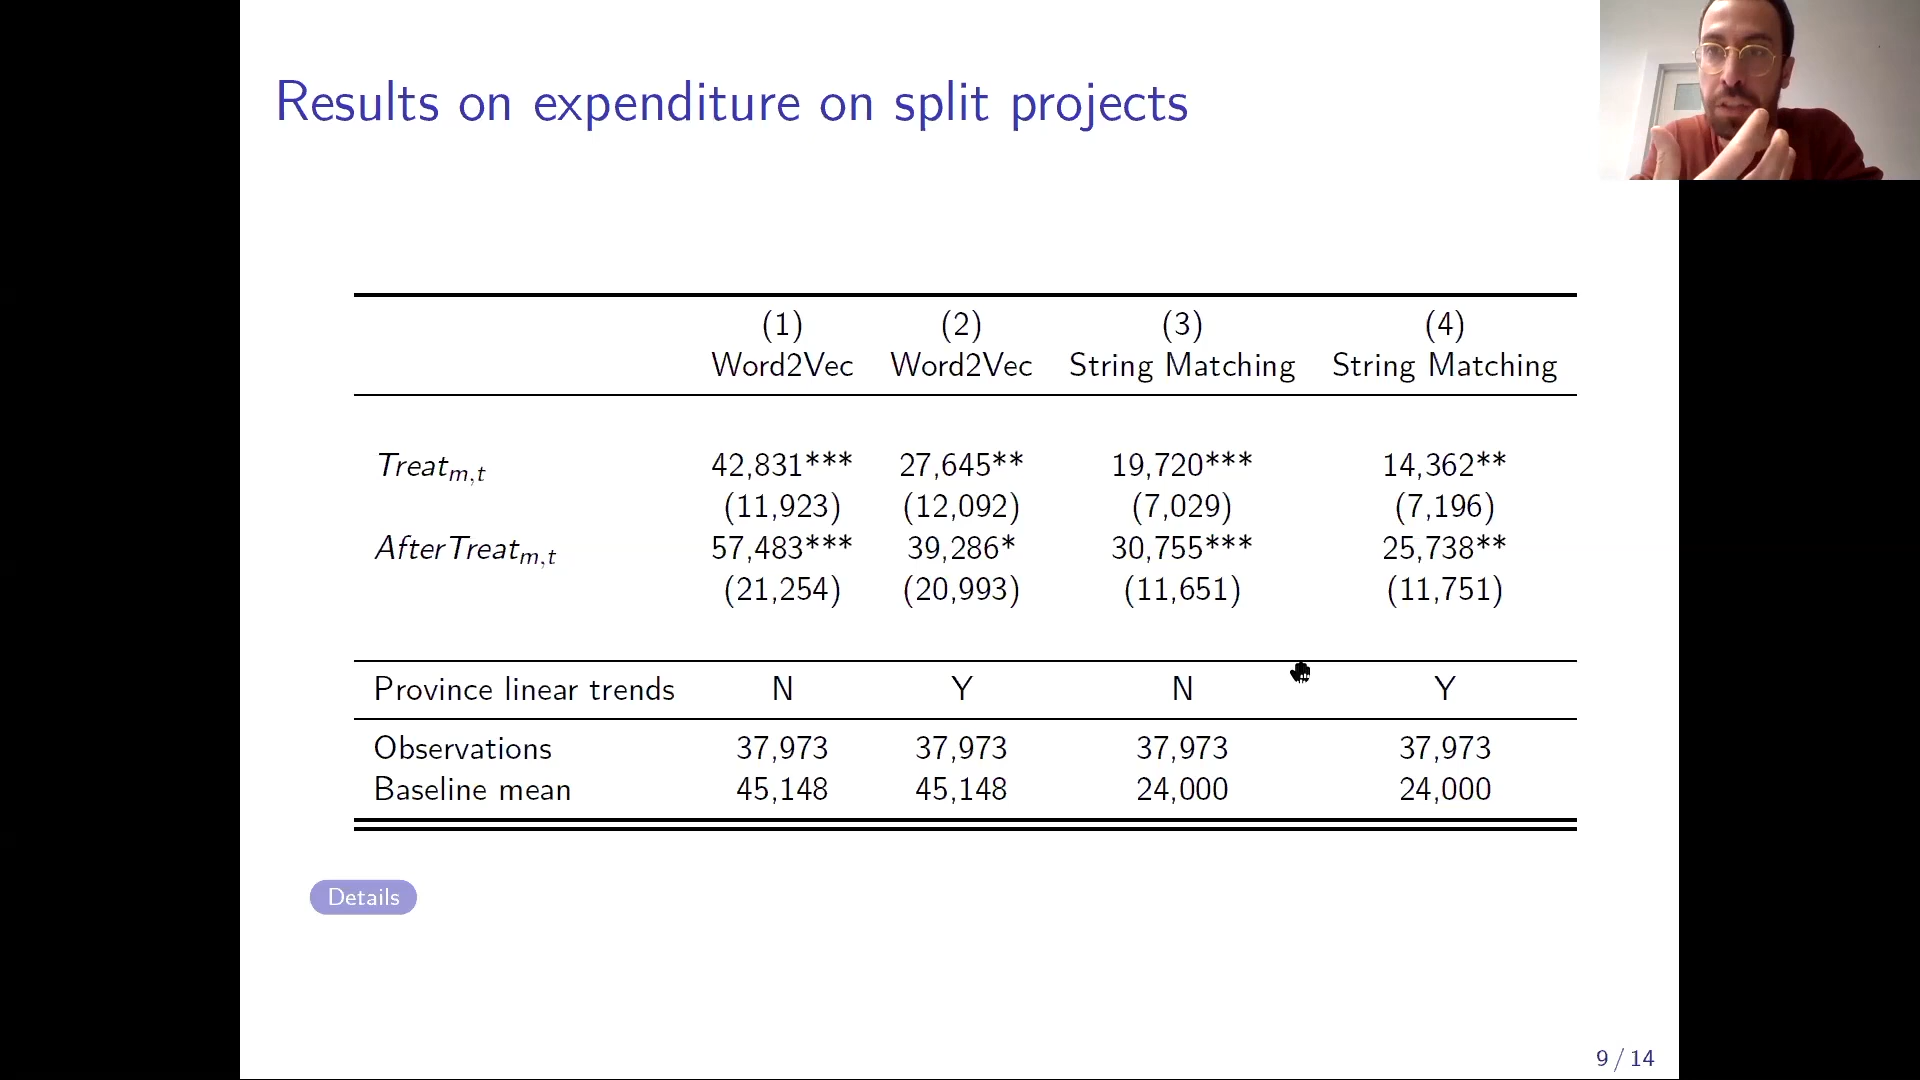 Results on expenditure on split projects
(1) (2) (3) (4)
Word2Vec Word2Vec String Matching String Matching
Treat_{m,t} 42,831*** 27,645** 19,720*** 14,362**
(11,923) (12,092) (7,029) (7,196)
AfterTreat_{m,t} 57,483*** 39,286* 30,755*** 25,738**
(21,254) (20,993) (11,651) (11,751)
Province linear trends N Y N Y
Observations 37,973 37,973 37,973 37,973
Baseline mean 45,148 45,148 24,000 24,000
Details
9 / 14